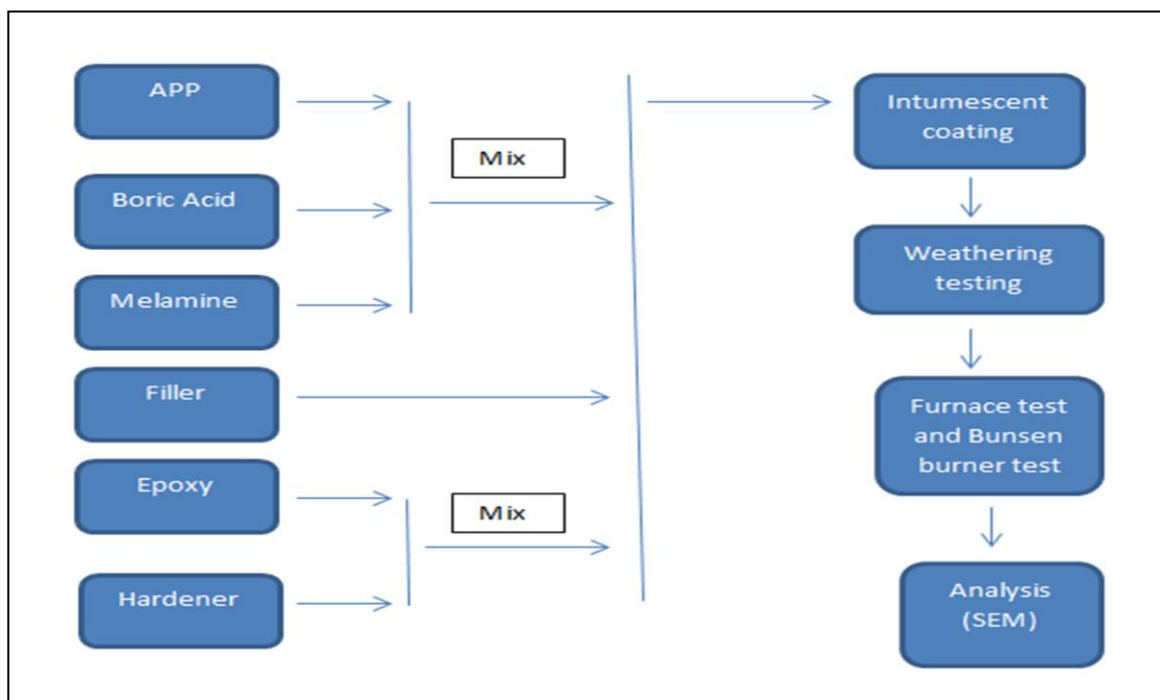 APP
Boric Acid
Melamine
Filler
Epoxy
Hardener
Mix
Mix
Intumescent
coating
Weathering
testing
Furnace test
and Bunsen
burner test
Analysis
(SEM)